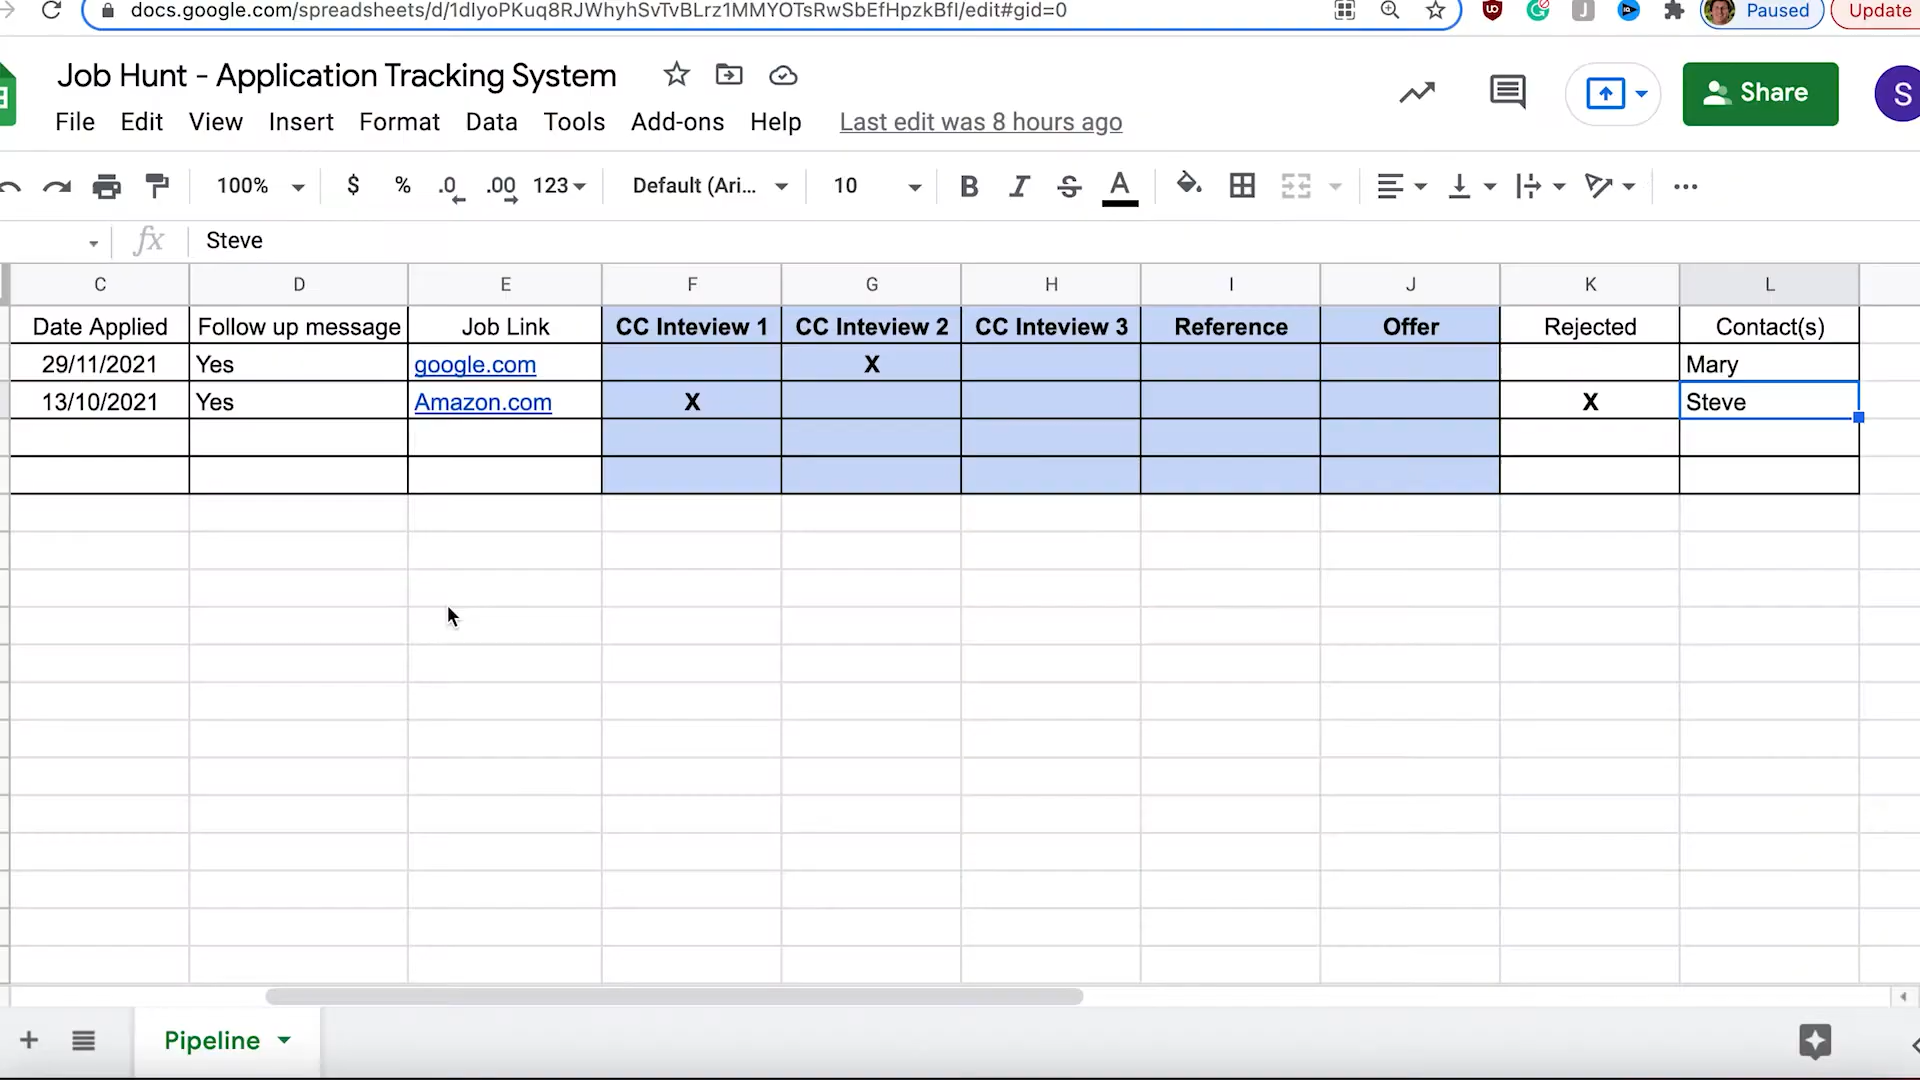 docs.google.com/spreadsheets/d/1dIyoPKuq8RJWhyhSvTvBLrz1MMYOTsRwSbEfHpzkBfI/edit#gid=0 Paused Update
Job Hunt - Application Tracking System
Share
S
File Edit View Insert Format Data Tools Add-ons Help Last edit was 8 hours ago
100% $ % .0 .00 123 Default (Ari... 10 B I S A
fx Steve
C D E F G H I J K L
Date Applied Follow up message Job Link CC Inteview 1 CC Inteview 2 CC Inteview 3 Reference Offer Rejected Contact(s)
29/11/2021 Yes google.com X Mary
13/10/2021 Yes Amazon.com X X Steve
Pipeline